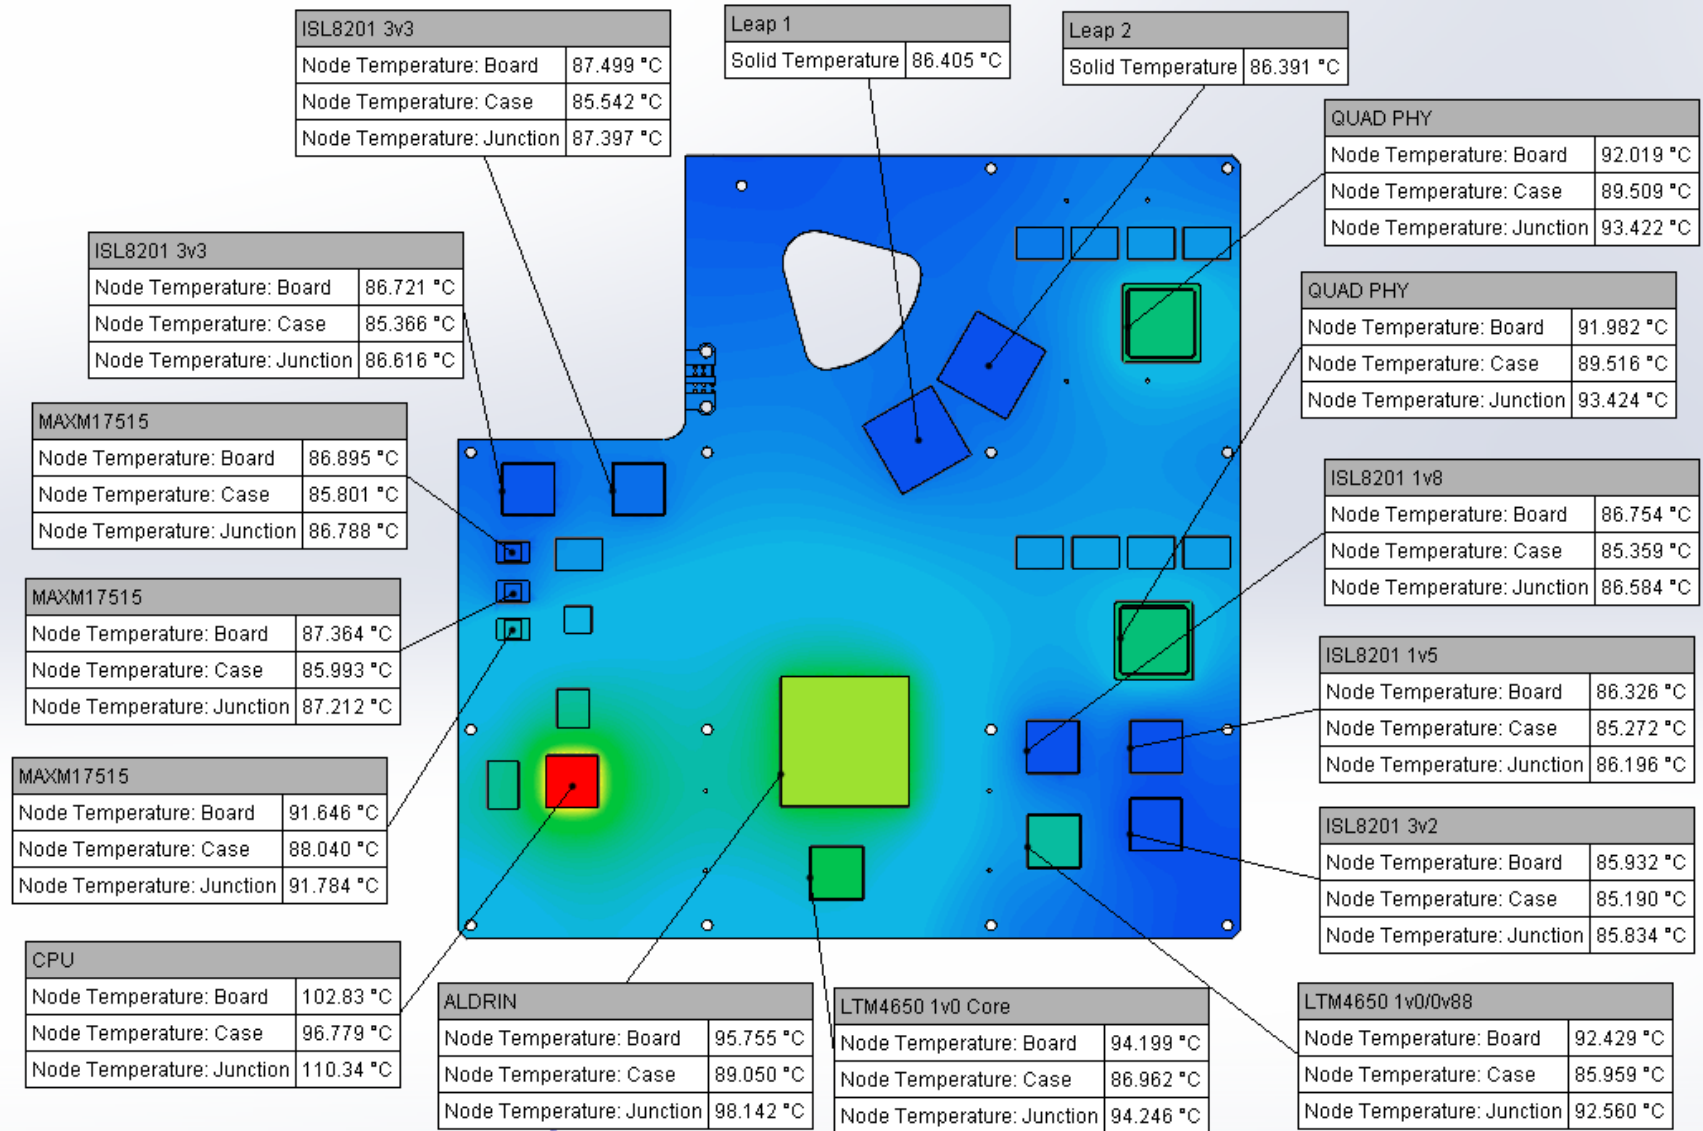 ISL8201 3v3
Node Temperature: Board 87.499 °C
Node Temperature: Case 85.542 °C
Node Temperature: Junction 87.397 °C
Leap 1
Solid Temperature 86.405 °C
Leap 2
Solid Temperature 86.391 °C
QUAD PHY
Node Temperature: Board 92.019 °C
Node Temperature: Case 89.509 °C
Node Temperature: Junction 93.422 °C
ISL8201 3v3
Node Temperature: Board 86.721 °C
Node Temperature: Case 85.366 °C
Node Temperature: Junction 86.616 °C
QUAD PHY
Node Temperature: Board 91.982 °C
Node Temperature: Case 89.516 °C
Node Temperature: Junction 93.424 °C
MAXM17515
Node Temperature: Board 86.895 °C
Node Temperature: Case 85.801 °C
Node Temperature: Junction 86.788 °C
ISL8201 1v8
Node Temperature: Board 86.754 °C
Node Temperature: Case 85.359 °C
Node Temperature: Junction 86.584 °C
MAXM17515
Node Temperature: Board 87.364 °C
Node Temperature: Case 85.993 °C
Node Temperature: Junction 87.212 °C
ISL8201 1v5
Node Temperature: Board 86.326 °C
Node Temperature: Case 85.272 °C
Node Temperature: Junction 86.196 °C
MAXM17515
Node Temperature: Board 91.646 °C
Node Temperature: Case 88.040 °C
Node Temperature: Junction 91.784 °C
ISL8201 3v2
Node Temperature: Board 85.932 °C
Node Temperature: Case 85.190 °C
Node Temperature: Junction 85.834 °C
CPU
Node Temperature: Board 102.83 °C
Node Temperature: Case 96.779 °C
Node Temperature: Junction 110.34 °C
ALDRIN
Node Temperature: Board 95.755 °C
Node Temperature: Case 89.050 °C
Node Temperature: Junction 98.142 °C
LTM4650 1v0 Core
Node Temperature: Board 94.199 °C
Node Temperature: Case 86.962 °C
Node Temperature: Junction 94.246 °C
LTM4650 1v0/0v88
Node Temperature: Board 92.429 °C
Node Temperature: Case 85.959 °C
Node Temperature: Junction 92.560 °C